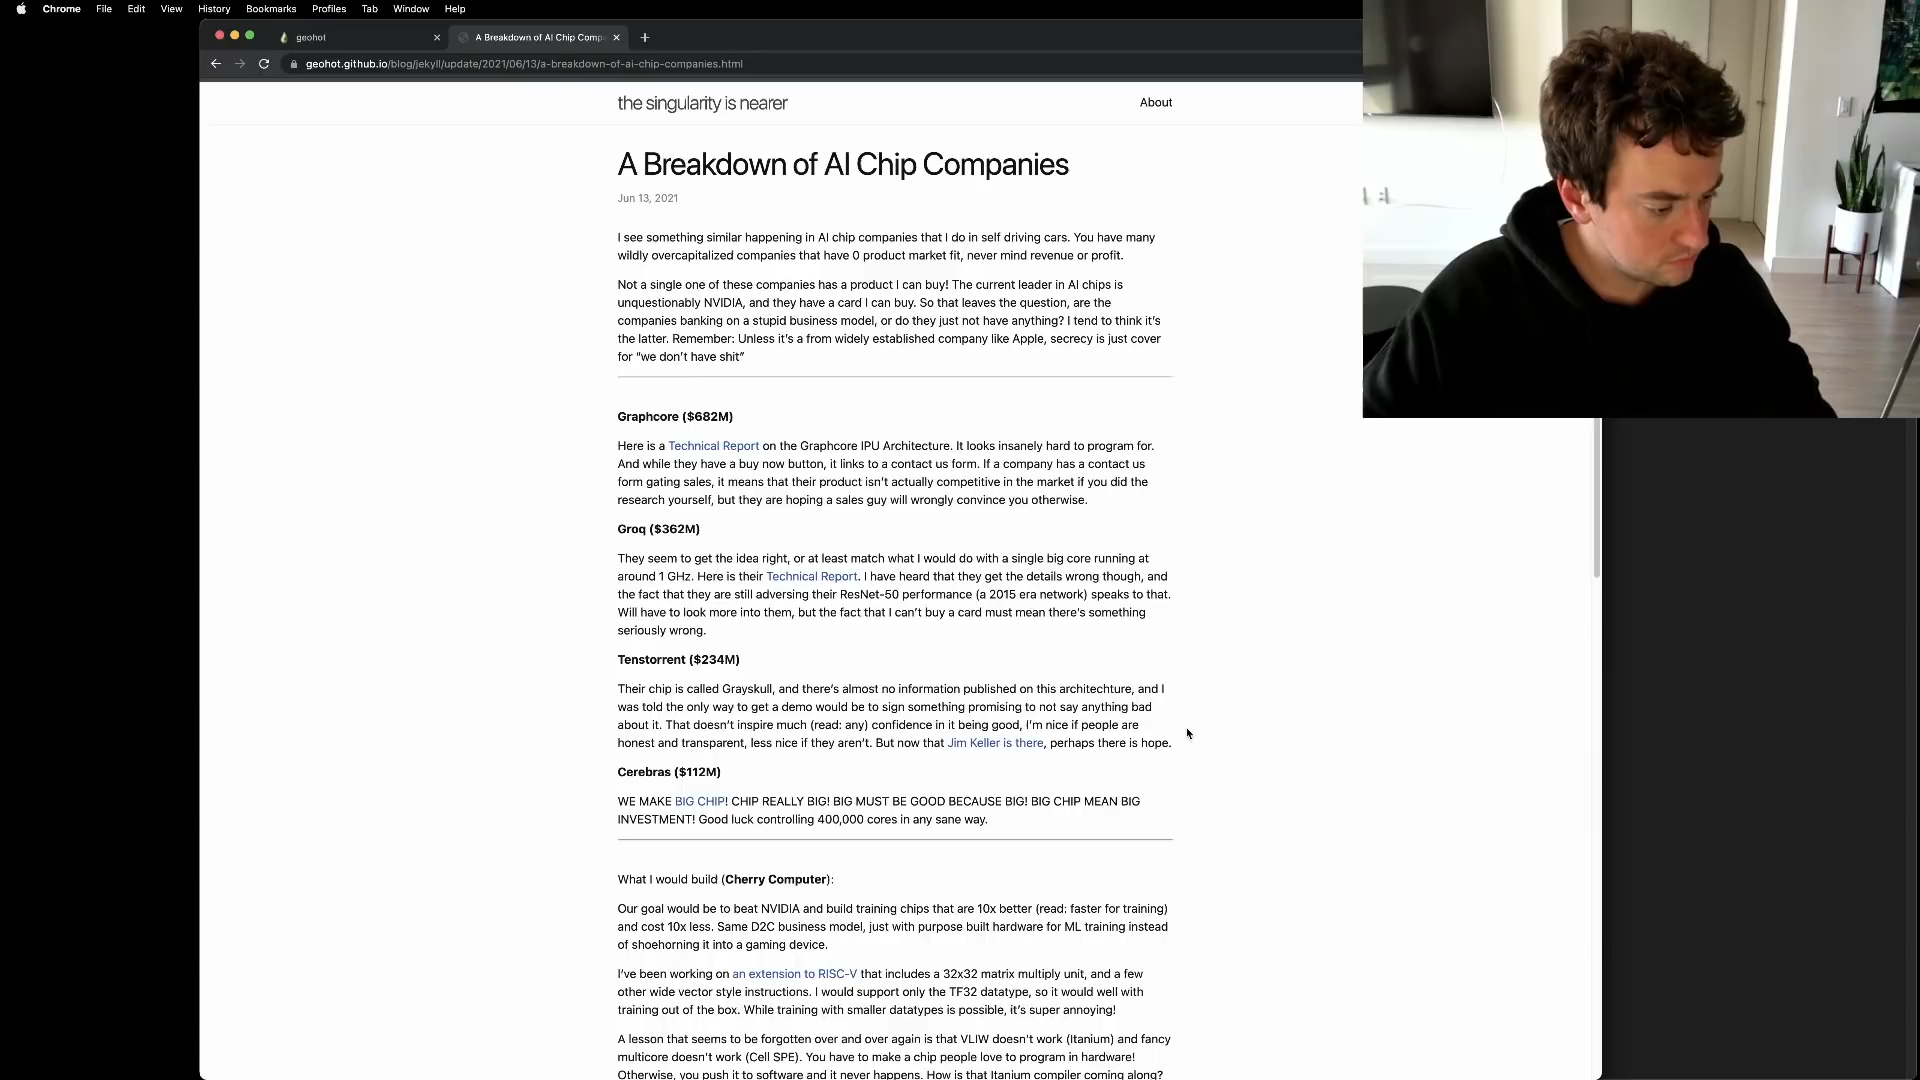 Chrome File Edit View History Bookmarks Profiles Tab Window Help
geohot
A Breakdown of AI Chip Comp
geohot.github.io/blog/jekyll/update/2021/06/13/a-breakdown-of-ai-chip-companies.html
the singularity is nearer
About
A Breakdown of AI Chip Companies
Jun 13, 2021
I see something similar happening in AI chip companies that I do in self driving cars. You have many
wildly overcapitalized companies that have 0 product market fit, never mind revenue or profit.
Not a single one of these companies has a product I can buy! The current leader in AI chips is
unquestionably NVIDIA, and they have a card I can buy. So that leaves the question, are the
companies banking on a stupid business model, or do they just not have anything? I tend to think it's
the latter. Remember: Unless it's a from widely established company like Apple, secrecy is just cover
for “we don't have shit”
Graphcore ($682M)
Here is a Technical Report on the Graphcore IPU Architecture. It looks insanely hard to program for.
And while they have a buy now button, it links to a contact us form. If a company has a contact us
form gating sales, it means that their product isn't actually competitive in the market if you did the
research yourself, but they are hoping a sales guy will wrongly convince you otherwise.
Groq ($362M)
They seem to get the idea right, or at least match what I would do with a single big core running at
around 1 GHz. Here is their Technical Report. I have heard that they get the details wrong though, and
the fact that they are still adversing their ResNet-50 performance (a 2015 era network) speaks to that.
Will have to look more into them, but the fact that I can't buy a card must mean there's something
seriously wrong.
Tenstorrent ($234M)
Their chip is called Grayskull, and there's almost no information published on this architechture, and I
was told the only way to get a demo would be to sign something promising to not say anything bad
about it. That doesn't inspire much (read: any) confidence in it being good, I'm nice if people are
honest and transparent, less nice if they aren't. But now that Jim Keller is there, perhaps there is hope.
Cerebras ($112M)
WE MAKE BIG CHIP! CHIP REALLY BIG! BIG MUST BE GOOD BECAUSE BIG! BIG CHIP MEAN BIG
INVESTMENT! Good luck controlling 400,000 cores in any sane way.
What I would build (Cherry Computer):
Our goal would be to beat NVIDIA and build training chips that are 10x better (read: faster for training)
and cost 10x less. Same D2C business model, just with purpose built hardware for ML training instead
of shoehorning it into a gaming device.
I've been working on an extension to RISC-V that includes a 32x32 matrix multiply unit, and a few
other wide vector style instructions. I would support only the TF32 datatype, so it would well with
training out of the box. While training with smaller datatypes is possible, it's super annoying!
A lesson that seems to be forgotten over and over again is that VLIW doesn't work (Itanium) and fancy
multicore doesn't work (Cell SPE). You have to make a chip people love to program in hardware!
Otherwise, you push it to software and it never happens. How is that Itanium compiler coming along?